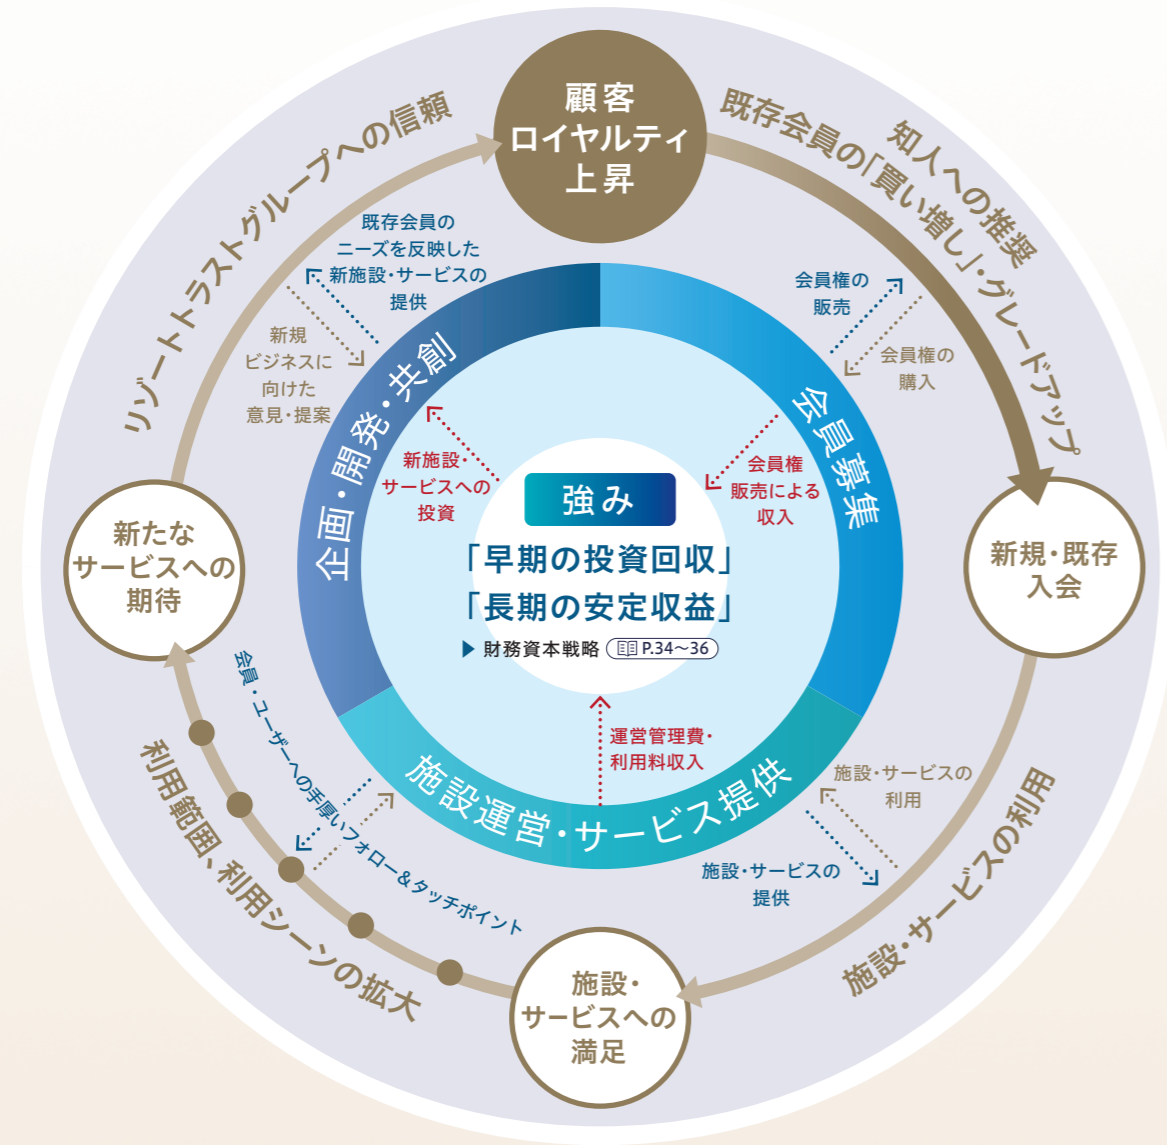 顧客
ロイヤルティ
上昇
知人への推奨
既存会員の「買い増し」・グレードアップ
リゾートトラストグループへの信頼
既存会員の
ニーズを反映した
新施設・サービスの
提供
新規
ビジネスに
向けた
意見・提案
会員権の
販売
会員権の
購入
企画・開発・共創
会員募集
新施設・
サービスへの
投資
会員権
販売による
収入
強み
「早期の投資回収」
「長期の安定収益」
▶ 財務資本戦略 P.34〜36
新たな
サービスへの
期待
新規・既存
入会
運営管理費・
利用料収入
施設運営・サービス提供
会員・ユーザーへの手厚いフォロー&タッチポイント
利用範囲、利用シーンの拡大
施設・サービスの
利用
施設・サービスの
提供
施設・サービスの利用
施設・
サービスへの
満足